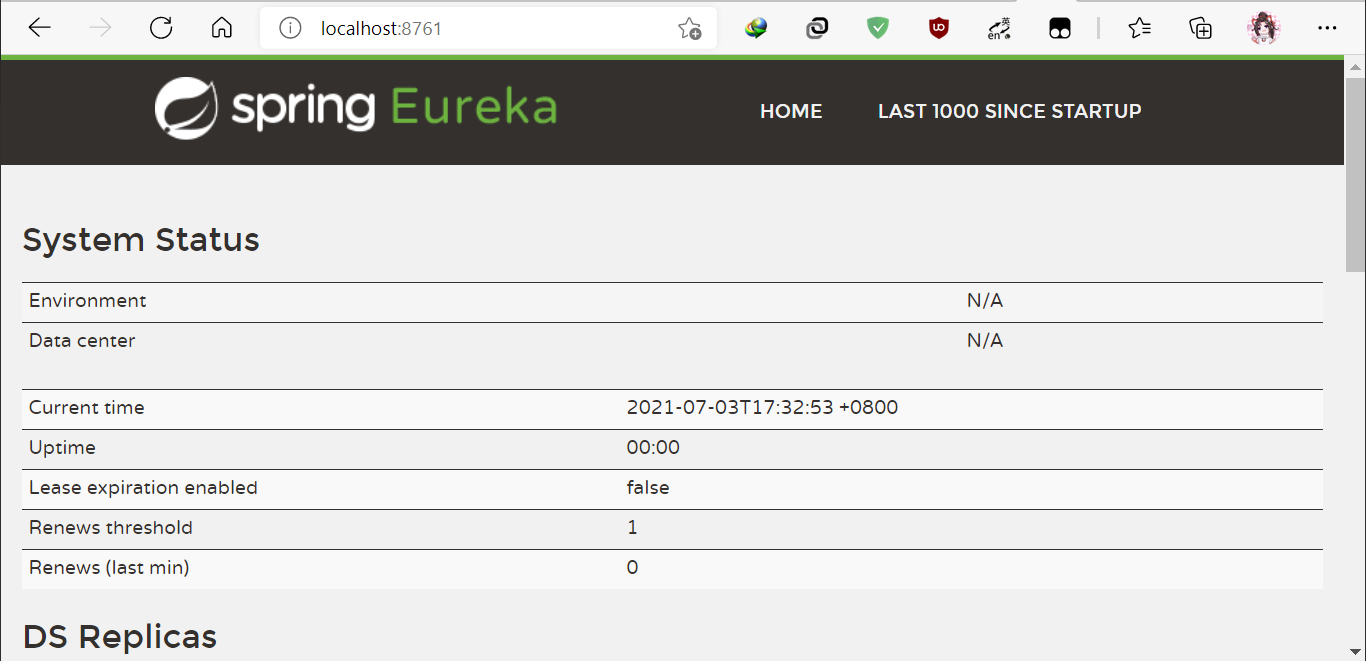 localhost:8761
en 英
spring Eureka
HOME LAST 1000 SINCE STARTUP
System Status
Environment N/A
Data center N/A
Current time 2021-07-03T17:32:53 +0800
Uptime 00:00
Lease expiration enabled false
Renews threshold 1
Renews (last min) 0
DS Replicas